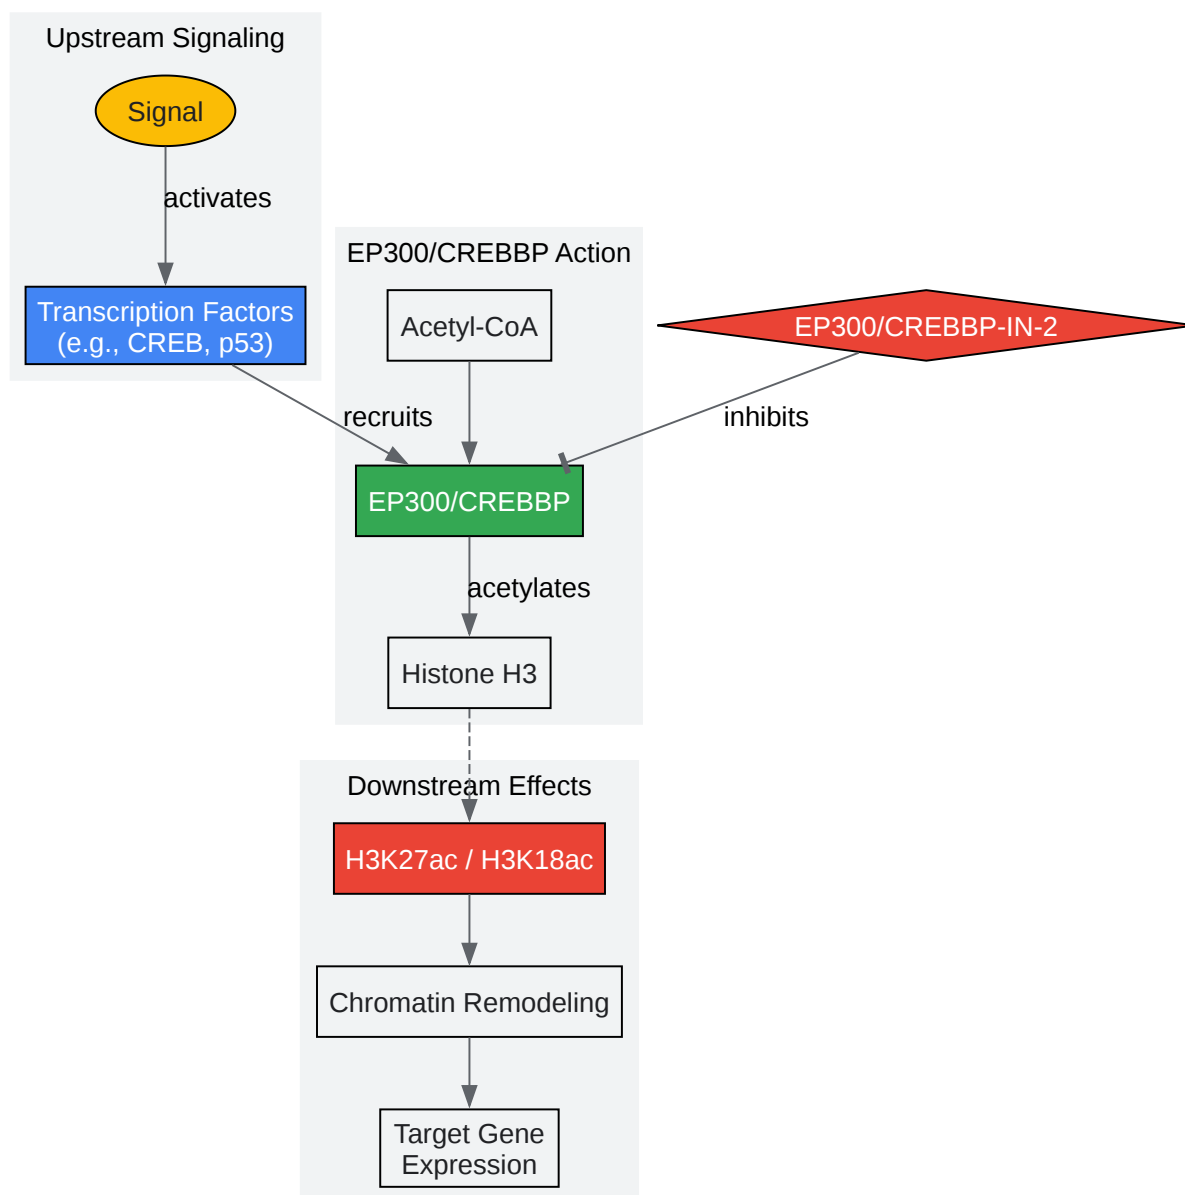 Upstream Signaling
Signal
activates
Transcription Factors
(e.g., CREB, p53)
EP300/CREBBP Action
Acetyl-CoA
EP300/CREBBP-IN-2
recruits
inhibits
EP300/CREBBP
acetylates
Histone H3
Downstream Effects
H3K27ac / H3K18ac
Chromatin Remodeling
Target Gene
Expression